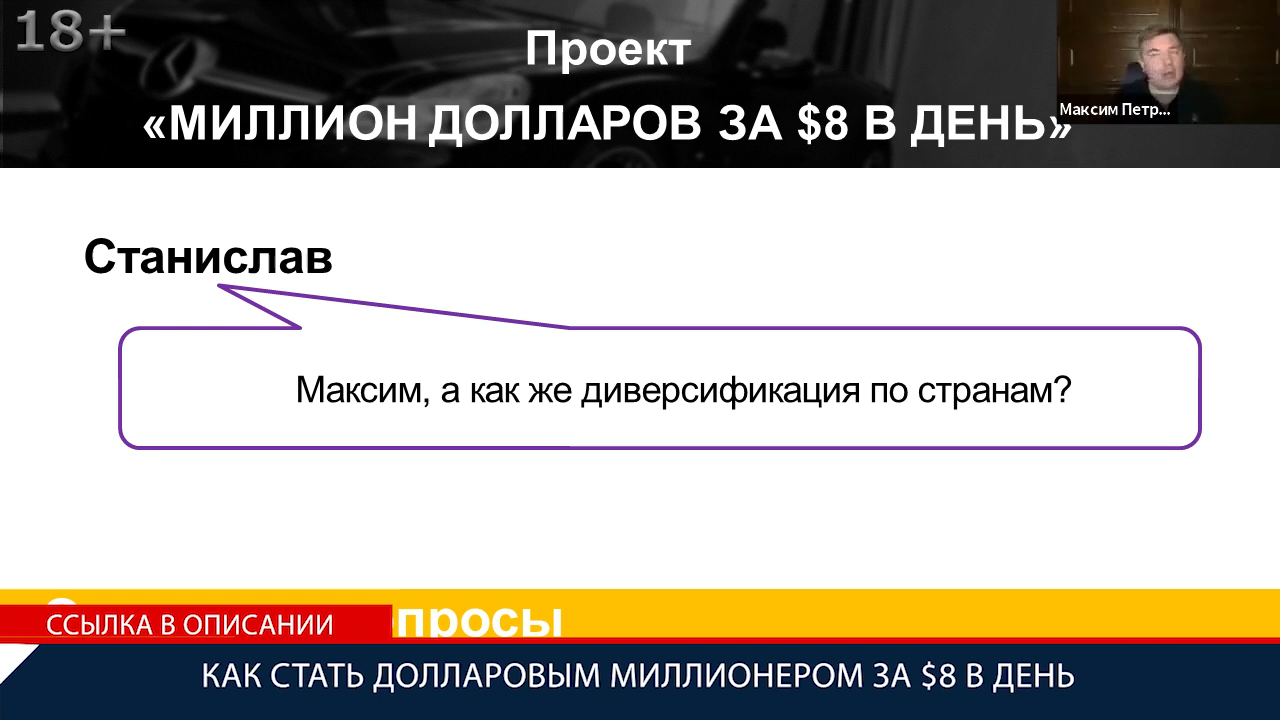 18+
Проект
«МИЛЛИОН ДОЛЛАРОВ ЗА $8 В ДЕНЬ»
Максим Петр...
Станислав
Максим, а как же диверсификация по странам?
ССЫЛКА В ОПИСАНИИ
КАК СТАТЬ ДОЛЛАРОВЫМ МИЛЛИОНЕРОМ ЗА $8 В ДЕНЬ